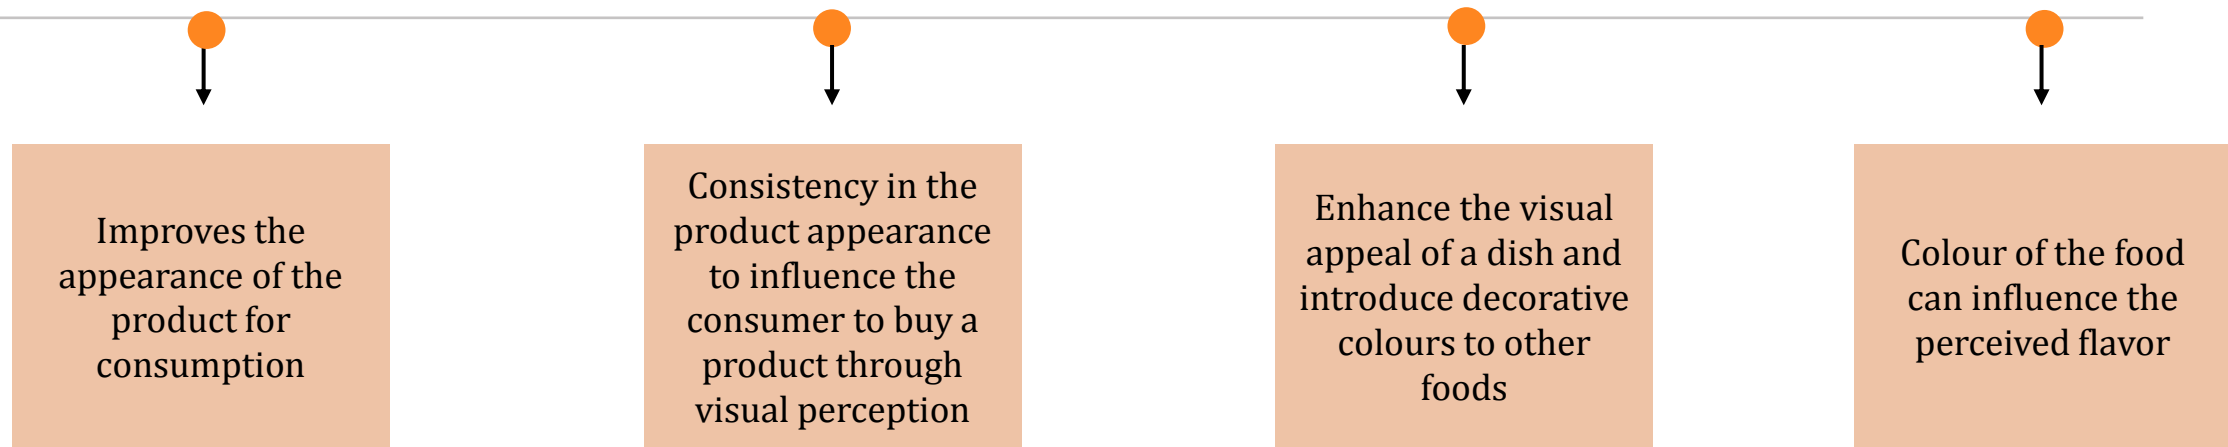 Improves the
appearance of the
product for
consumption
Consistency in the
product appearance
to influence the
consumer to buy a
product through
visual perception
Enhance the visual
appeal of a dish and
introduce decorative
colours to other
foods
Colour of the food
can influence the
perceived flavor